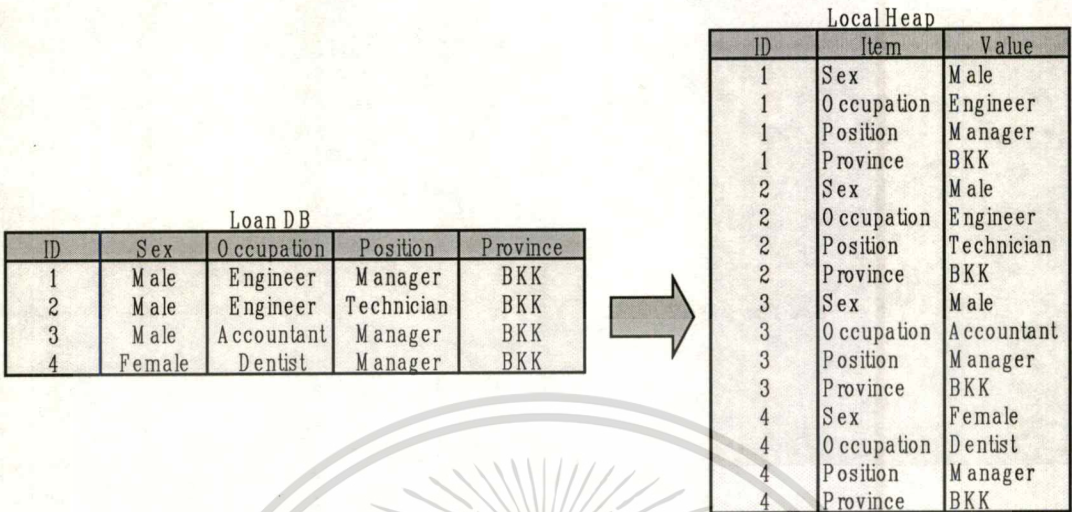 Loan DB
ID Sex Occupation Position Province
1 Male Engineer Manager BKK
2 Male Engineer Technician BKK
3 Male Accountant Manager BKK
4 Female Dentist Manager BKK
Local Heap
ID Item Value
1 Sex Male
1 Occupation Engineer
1 Position Manager
1 Province BKK
2 Sex Male
2 Occupation Engineer
2 Position Technician
2 Province BKK
3 Sex Male
3 Occupation Accountant
3 Position Manager
3 Province BKK
4 Sex Female
4 Occupation Dentist
4 Position Manager
4 Province BKK